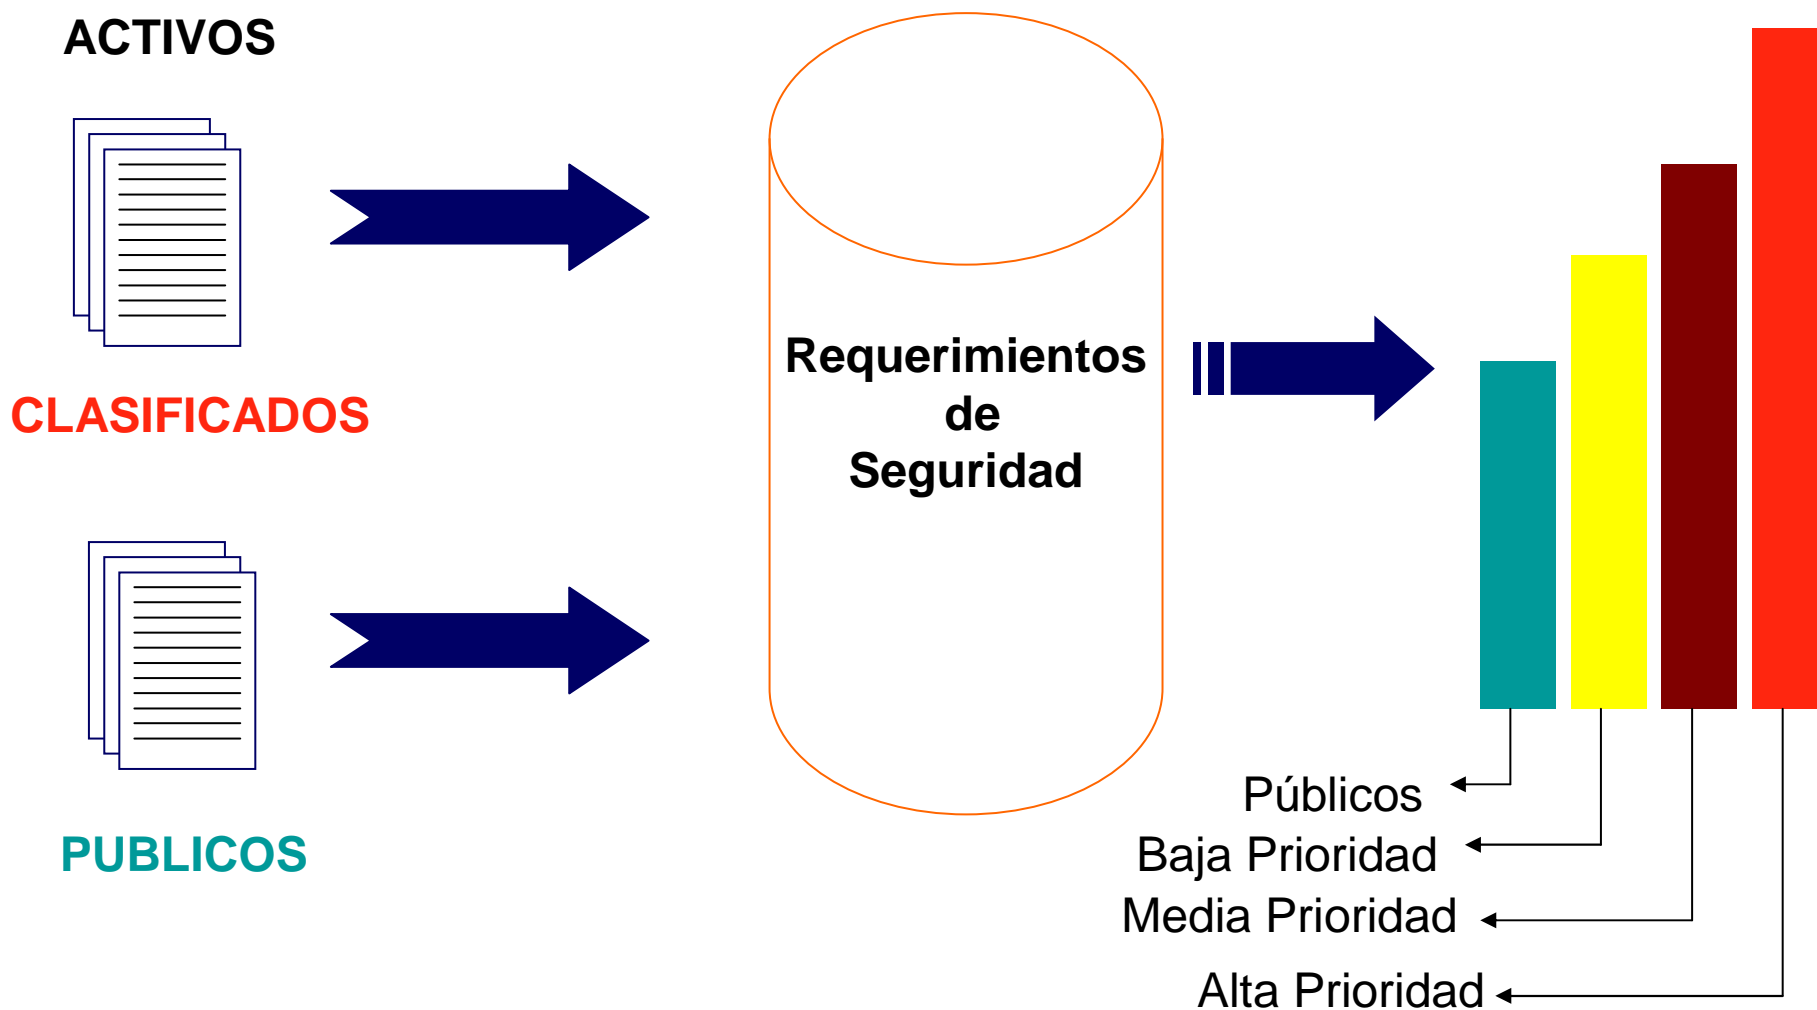 ACTIVOS
CLASIFICADOS
PUBLICOS
Requerimientos
de
Seguridad
Públicos
Baja Prioridad
Media Prioridad
Alta Prioridad